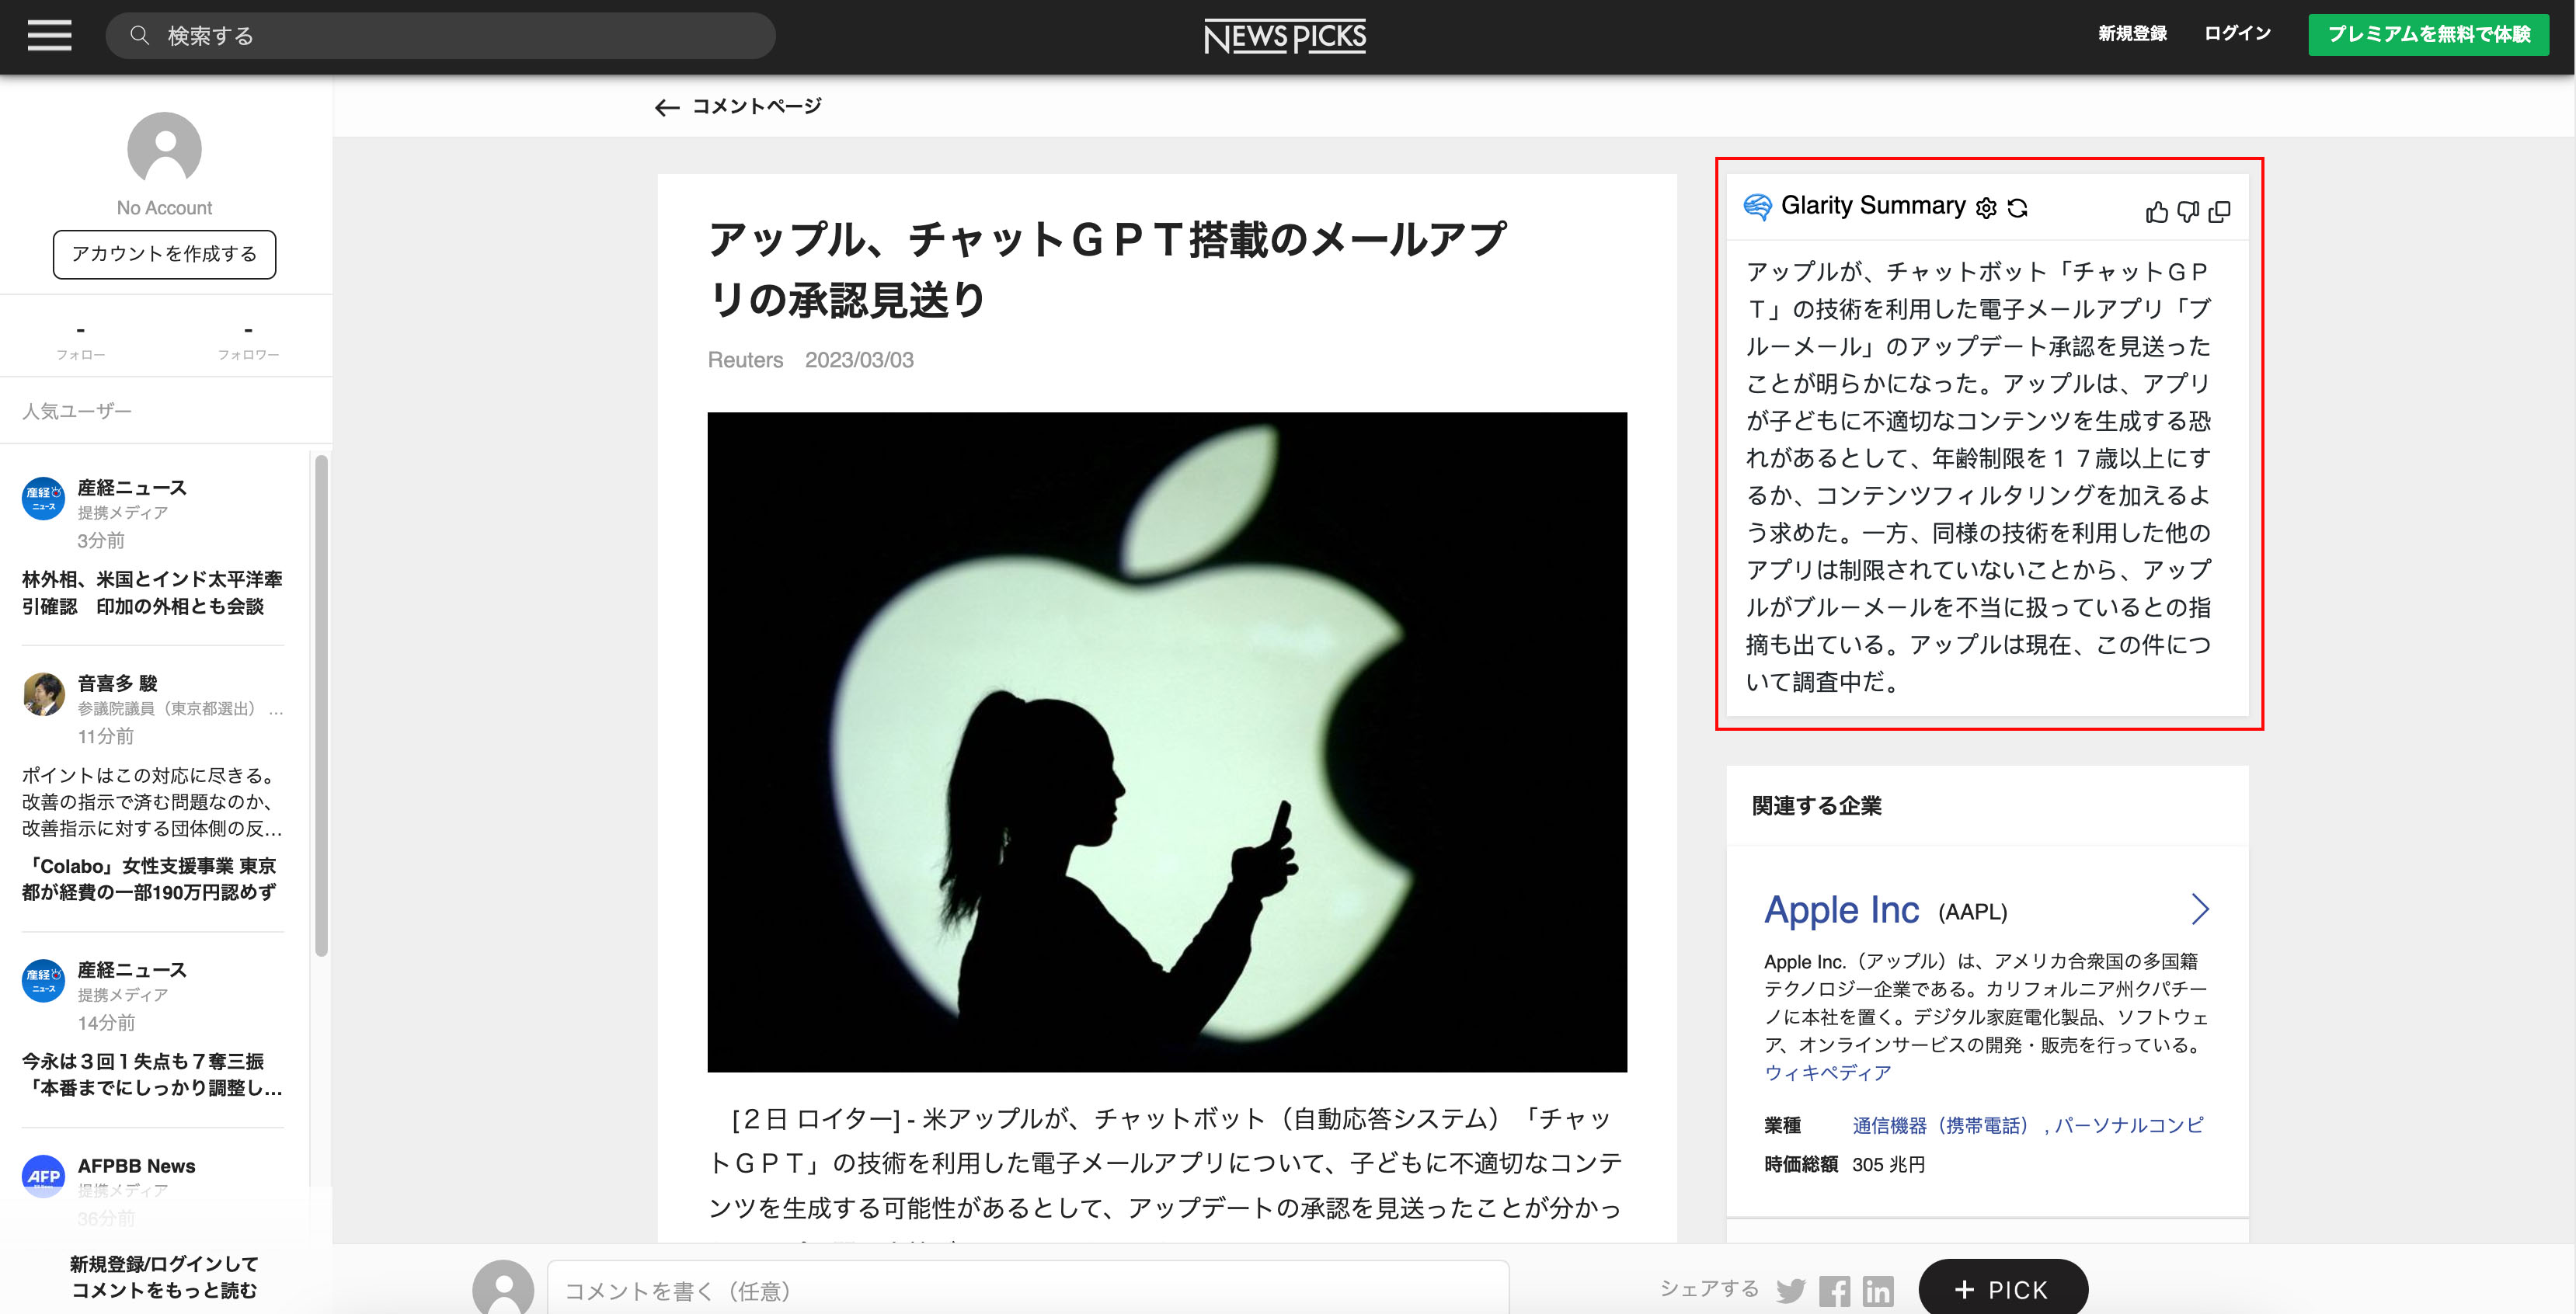 検索する
NEWSPICKS
新規登録
ログイン
プレミアムを無料で体験
コメントページ
No Account
アカウントを作成する
-
フォロー
-
フォロワー
人気ユーザー
産経ニュース
提携メディア
3分前
林外相、米国とインド太平洋牽
引確認　印加の外相とも会談
音喜多 駿
参議院議員（東京都選出） ...
11分前
ポイントはこの対応に尽きる。
改善の指示で済む問題なのか、
改善指示に対する団体側の反...
「Colabo」女性支援事業 東京
都が経費の一部190万円認めず
産経ニュース
提携メディア
14分前
今永は３回１失点も７奪三振
「本番までにしっかり調整し...
AFP
AFPBB News
提携メディア
36分前
新規登録/ログインして
コメントをもっと読む
アップル、チャットＧＰＴ搭載のメールアプ
リの承認見送り
Reuters 2023/03/03
［２日 ロイター] - 米アップルが、チャットボット（自動応答システム）「チャッ
トＧＰＴ」の技術を利用した電子メールアプリについて、子どもに不適切なコンテ
ンツを生成する可能性があるとして、アップデートの承認を見送ったことが分かっ
Glarity Summary
アップルが、チャットボット「チャットＧＰ
Ｔ」の技術を利用した電子メールアプリ「ブ
ルーメール」のアップデート承認を見送った
ことが明らかになった。アップルは、アプリ
が子どもに不適切なコンテンツを生成する恐
れがあるとして、年齢制限を１７歳以上にす
るか、コンテンツフィルタリングを加えるよ
う求めた。一方、同様の技術を利用した他の
アプリは制限されていないことから、アップ
ルがブルーメールを不当に扱っているとの指
摘も出ている。アップルは現在、この件につ
いて調査中だ。
関連する企業
Apple Inc (AAPL)
Apple Inc.（アップル）は、アメリカ合衆国の多国籍
テクノロジー企業である。カリフォルニア州クパチー
ノに本社を置く。デジタル家庭電化製品、ソフトウェ
ア、オンラインサービスの開発・販売を行っている。
ウィキペディア
業種 通信機器（携帯電話） , パーソナルコンピ
時価総額 305 兆円
コメントを書く（任意）
シェアする
+ PICK